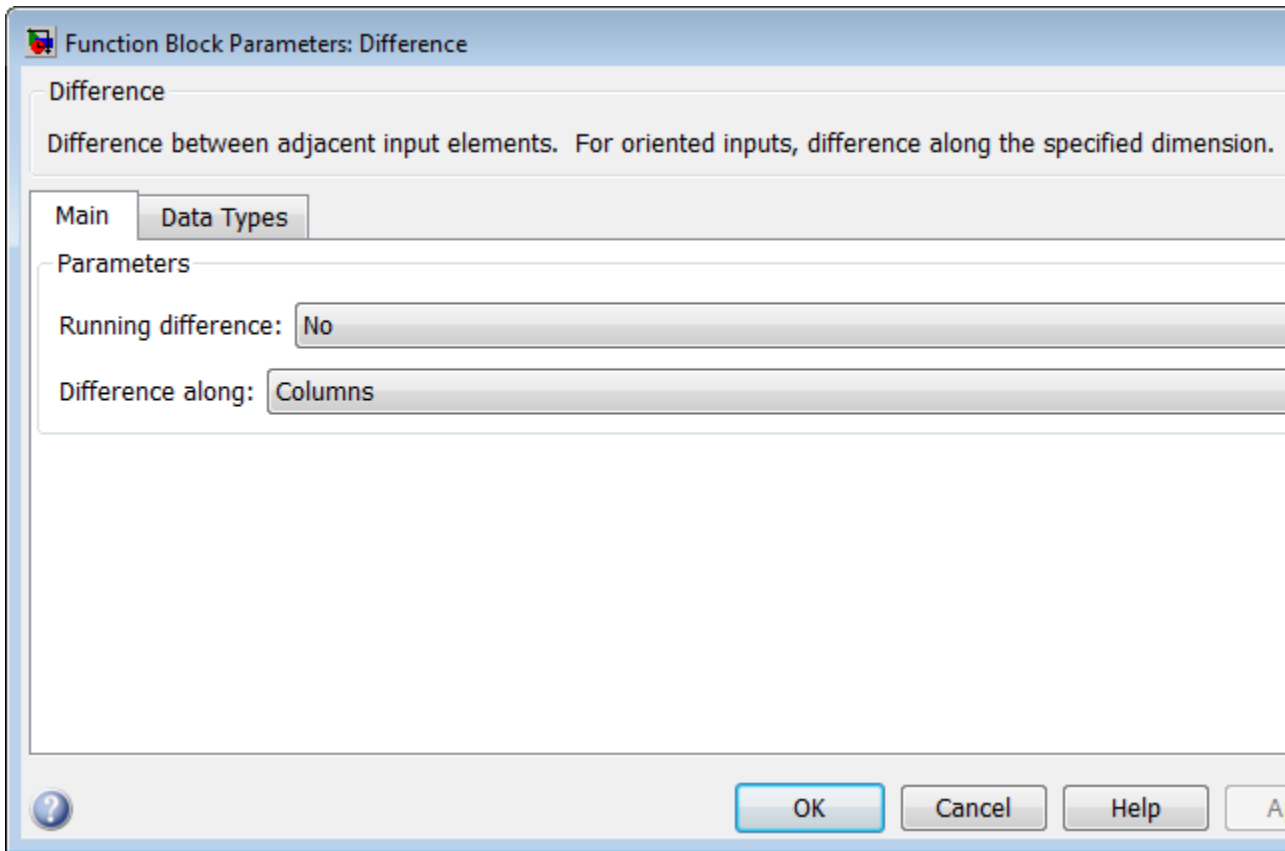 Function Block Parameters: Difference
Difference
Difference between adjacent input elements.  For oriented inputs, difference along the specified dimension.
Main Data Types
Parameters
Running difference: No
Difference along: Columns
? OK Cancel Help